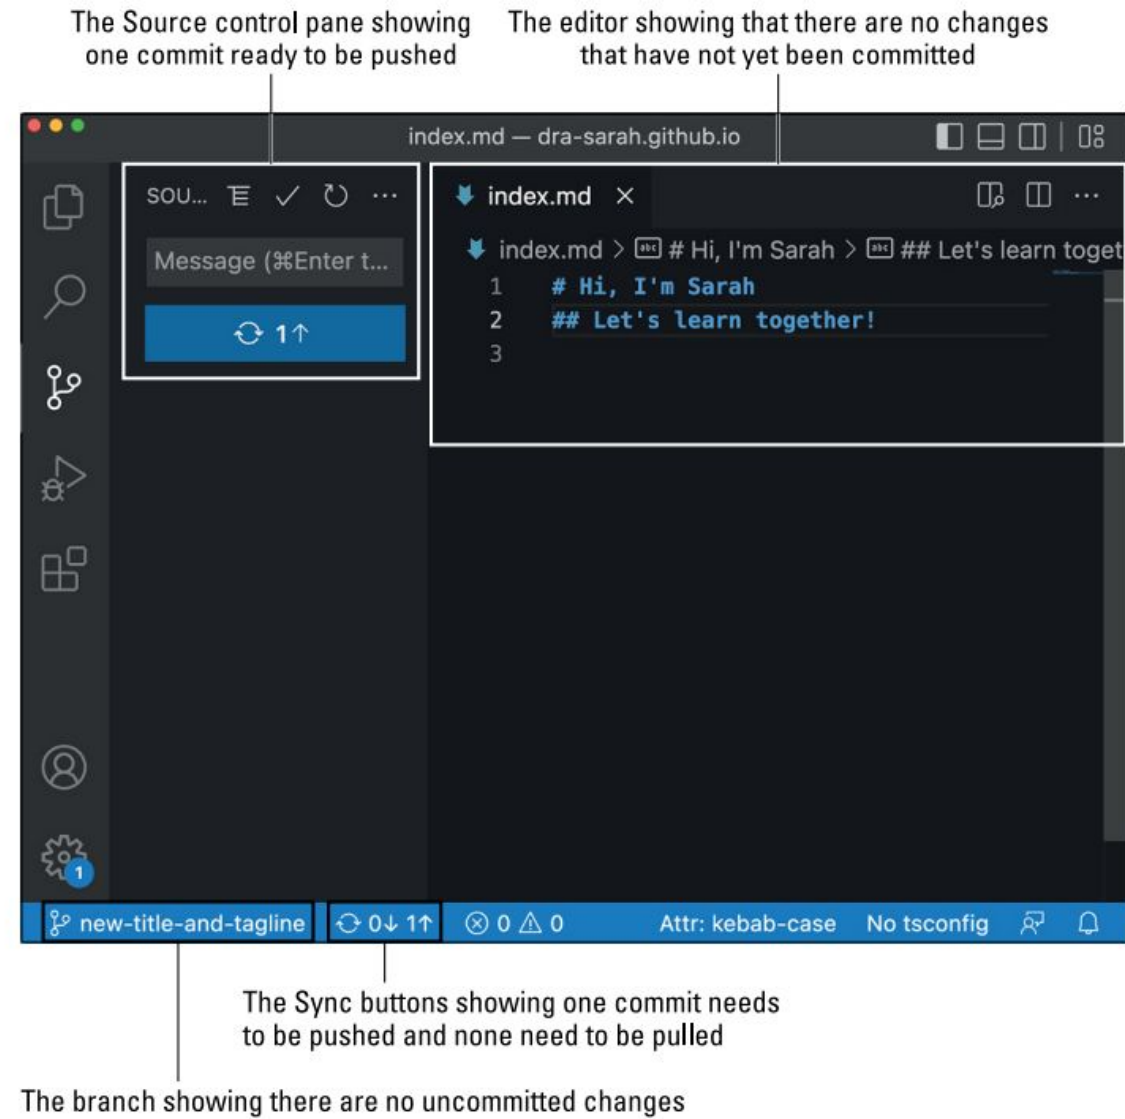 The Source control pane showing
one commit ready to be pushed
The editor showing that there are no changes
that have not yet been committed
index.md — dra-sarah.github.io
SOU...
Message (⌘Enter t...
1↑
index.md ×
index.md > # Hi, I'm Sarah > ## Let's learn toget
1 # Hi, I'm Sarah
2 ## Let's learn together!
3
1
new-title-and-tagline 0↓ 1↑ 0 0 Attr: kebab-case No tsconfig
The Sync buttons showing one commit needs
to be pushed and none need to be pulled
The branch showing there are no uncommitted changes